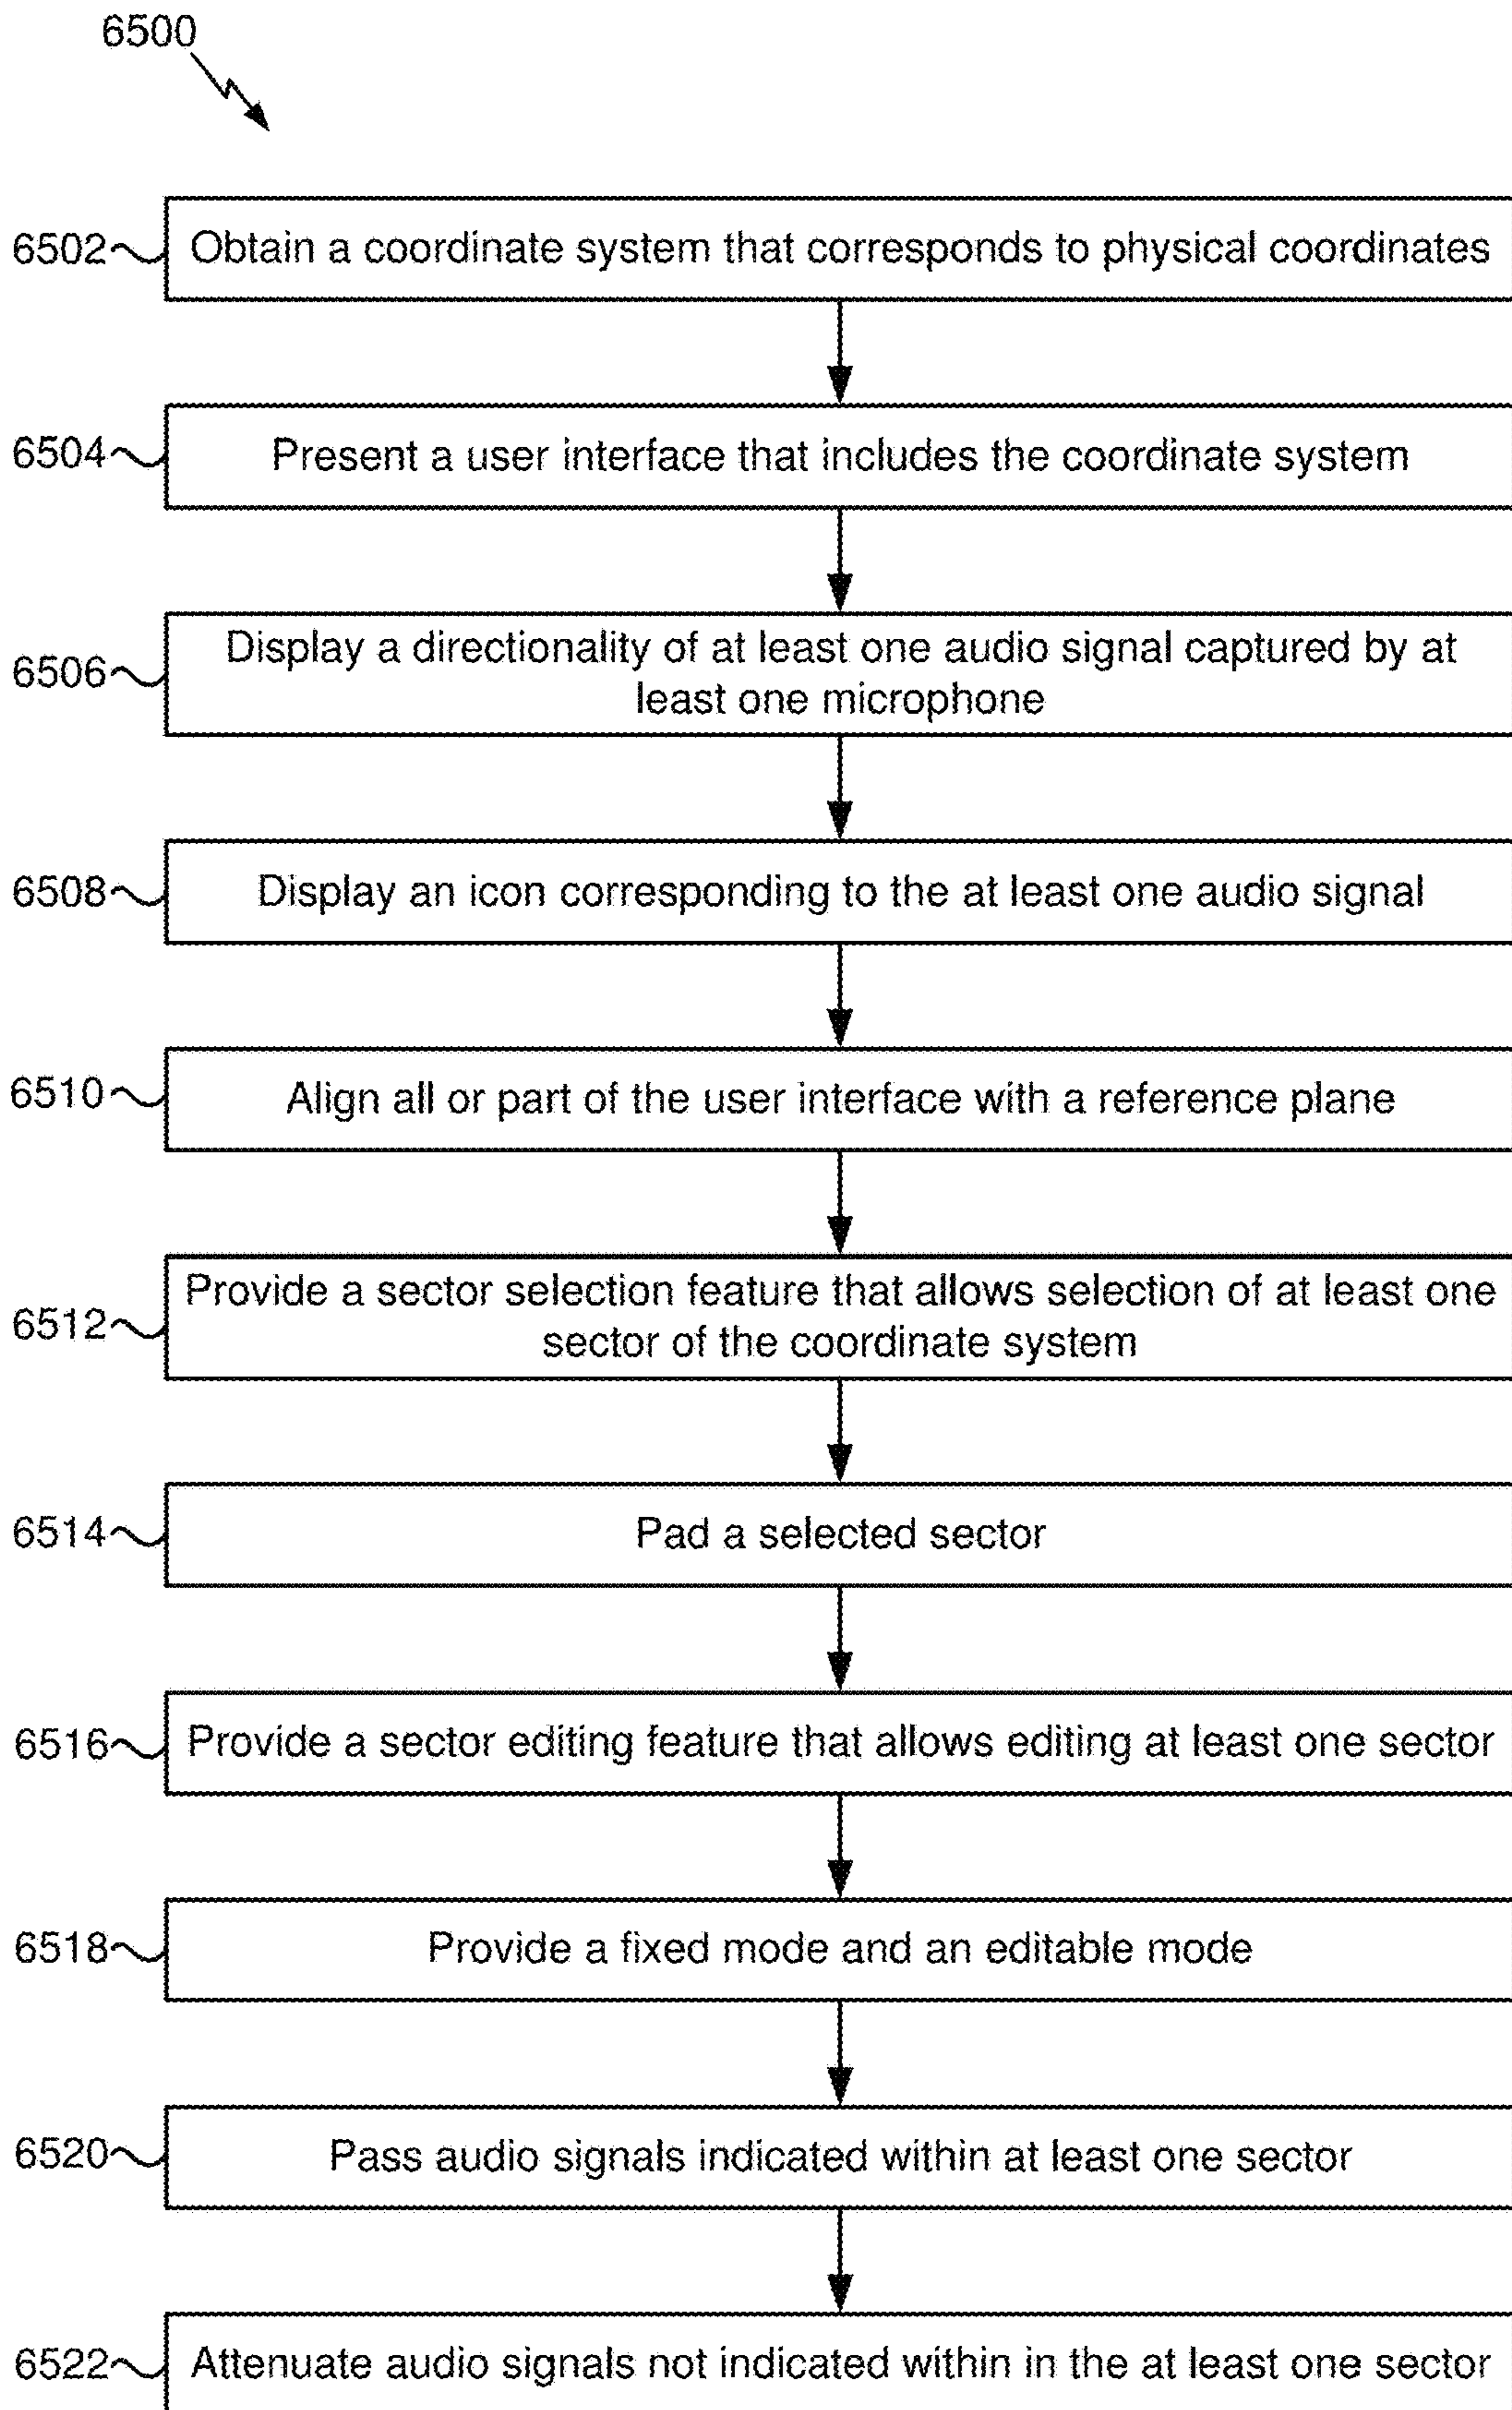 6500
6502 Obtain a coordinate system that corresponds to physical coordinates
6504 Present a user interface that includes the coordinate system
6506 Display a directionality of at least one audio signal captured by at
least one microphone
6508 Display an icon corresponding to the at least one audio signal
6510 Align all or part of the user interface with a reference plane
6512 Provide a sector selection feature that allows selection of at least one
sector of the coordinate system
6514 Pad a selected sector
6516 Provide a sector editing feature that allows editing at least one sector
6518 Provide a fixed mode and an editable mode
6520 Pass audio signals indicated within at least one sector
6522 Attenuate audio signals not indicated within in the at least one sector